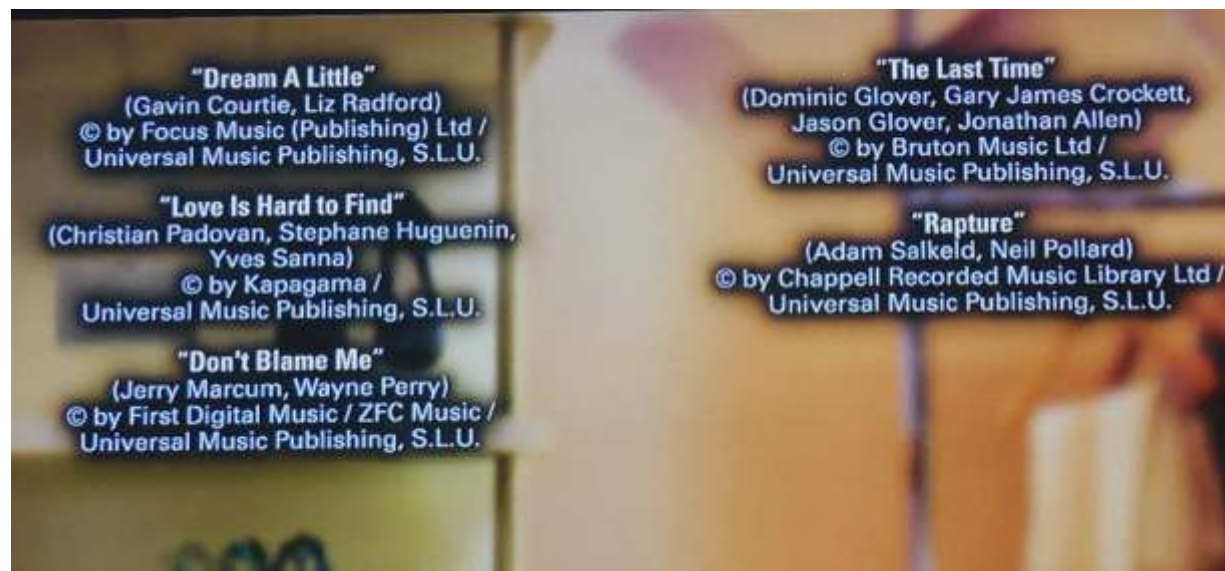 "Dream A Little"
(Gavin Courtie, Liz Radford)
© by Focus Music (Publishing) Ltd /
Universal Music Publishing, S.L.U.
"Love Is Hard to Find"
(Christian Padovan, Stephane Huguenin,
Yves Sanna)
© by Kapagama /
Universal Music Publishing, S.L.U.
"Don't Blame Me"
(Jerry Marcum, Wayne Perry)
© by First Digital Music / ZFC Music /
Universal Music Publishing, S.L.U.
"The Last Time"
(Dominic Glover, Gary James Crockett,
Jason Glover, Jonathan Allen)
© by Bruton Music Ltd /
Universal Music Publishing, S.L.U.
"Rapture"
(Adam Salkeld, Neil Pollard)
© by Chappell Recorded Music Library Ltd /
Universal Music Publishing, S.L.U.